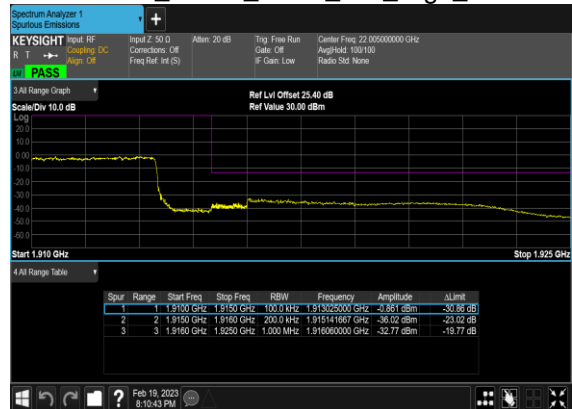 Spectrum Analyzer 1
Spurious Emissions
KEYSIGHT Input: RF Input Z: 50 Ω Atten: 20 dB Trig: Free Run Center Freq: 22.005000000 GHz
R T Coupling: DC Corrections: Off Gate: Off Avg|Hold: 100/100
Align: Off Freq Ref: Int (S) IF Gain: Low Radio Std: None
PASS
3 All Range Graph
Ref Lvl Offset 25.40 dB
Scale/Div 10.0 dB Ref Value 30.00 dBm
Log
20.0
10.0
0.00
-10.0
-20.0
-30.0
-40.0
-50.0
-60.0
Start 1.910 GHz Stop 1.925 GHz
4 All Range Table
Spur Range Start Freq Stop Freq RBW Frequency Amplitude ΔLimit
1 1 1.9100 GHz 1.9150 GHz 100.0 kHz 1.913025000 GHz -0.861 dBm -30.86 dB
2 2 1.9150 GHz 1.9160 GHz 200.0 kHz 1.915141667 GHz -36.02 dBm -23.02 dB
3 3 1.9160 GHz 1.9250 GHz 1.000 MHz 1.916060000 GHz -32.77 dBm -19.77 dB
? Feb 19, 2023
8:10:43 PM